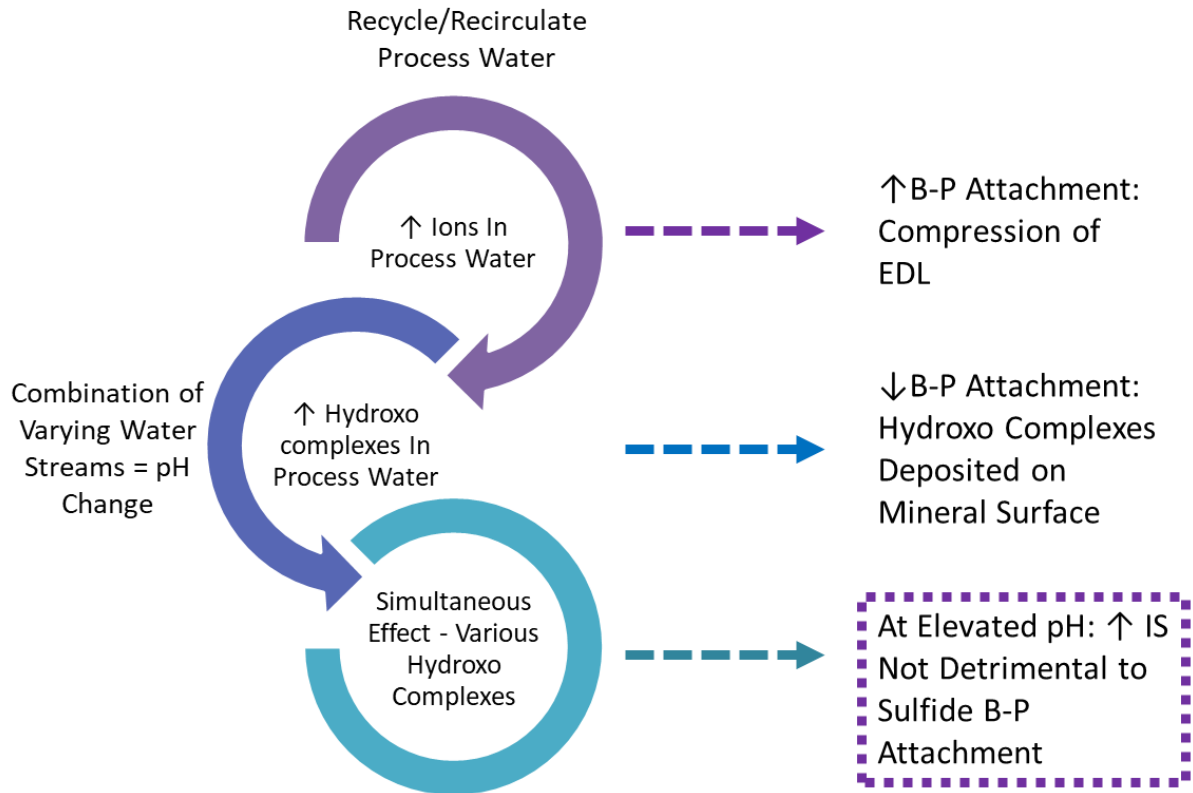 Recycle/Recirculate
Process Water
↑ Ions In
Process Water
↑B-P Attachment:
Compression of
EDL
Combination of
Varying Water
Streams = pH
Change
↑ Hydroxo
complexes In
Process Water
↓B-P Attachment:
Hydroxo Complexes
Deposited on
Mineral Surface
Simultaneous
Effect - Various
Hydroxo
Complexes
At Elevated pH: ↑ IS
Not Detrimental to
Sulfide B-P
Attachment